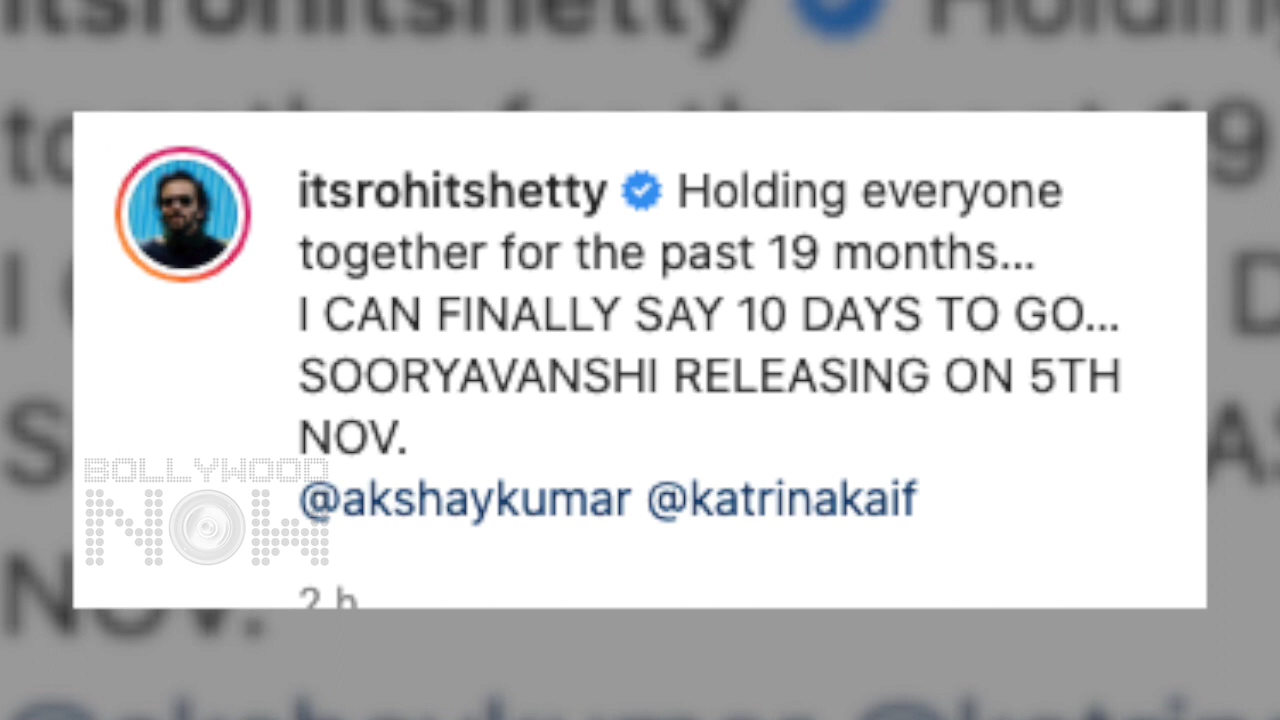 itsrohitshetty Holding everyone
together for the past 19 months...
I CAN FINALLY SAY 10 DAYS TO GO...
SOORYAVANSHI RELEASING ON 5TH
NOV.
@akshaykumar @katrinakaif
2 h
BOLLYWOOD
NOW